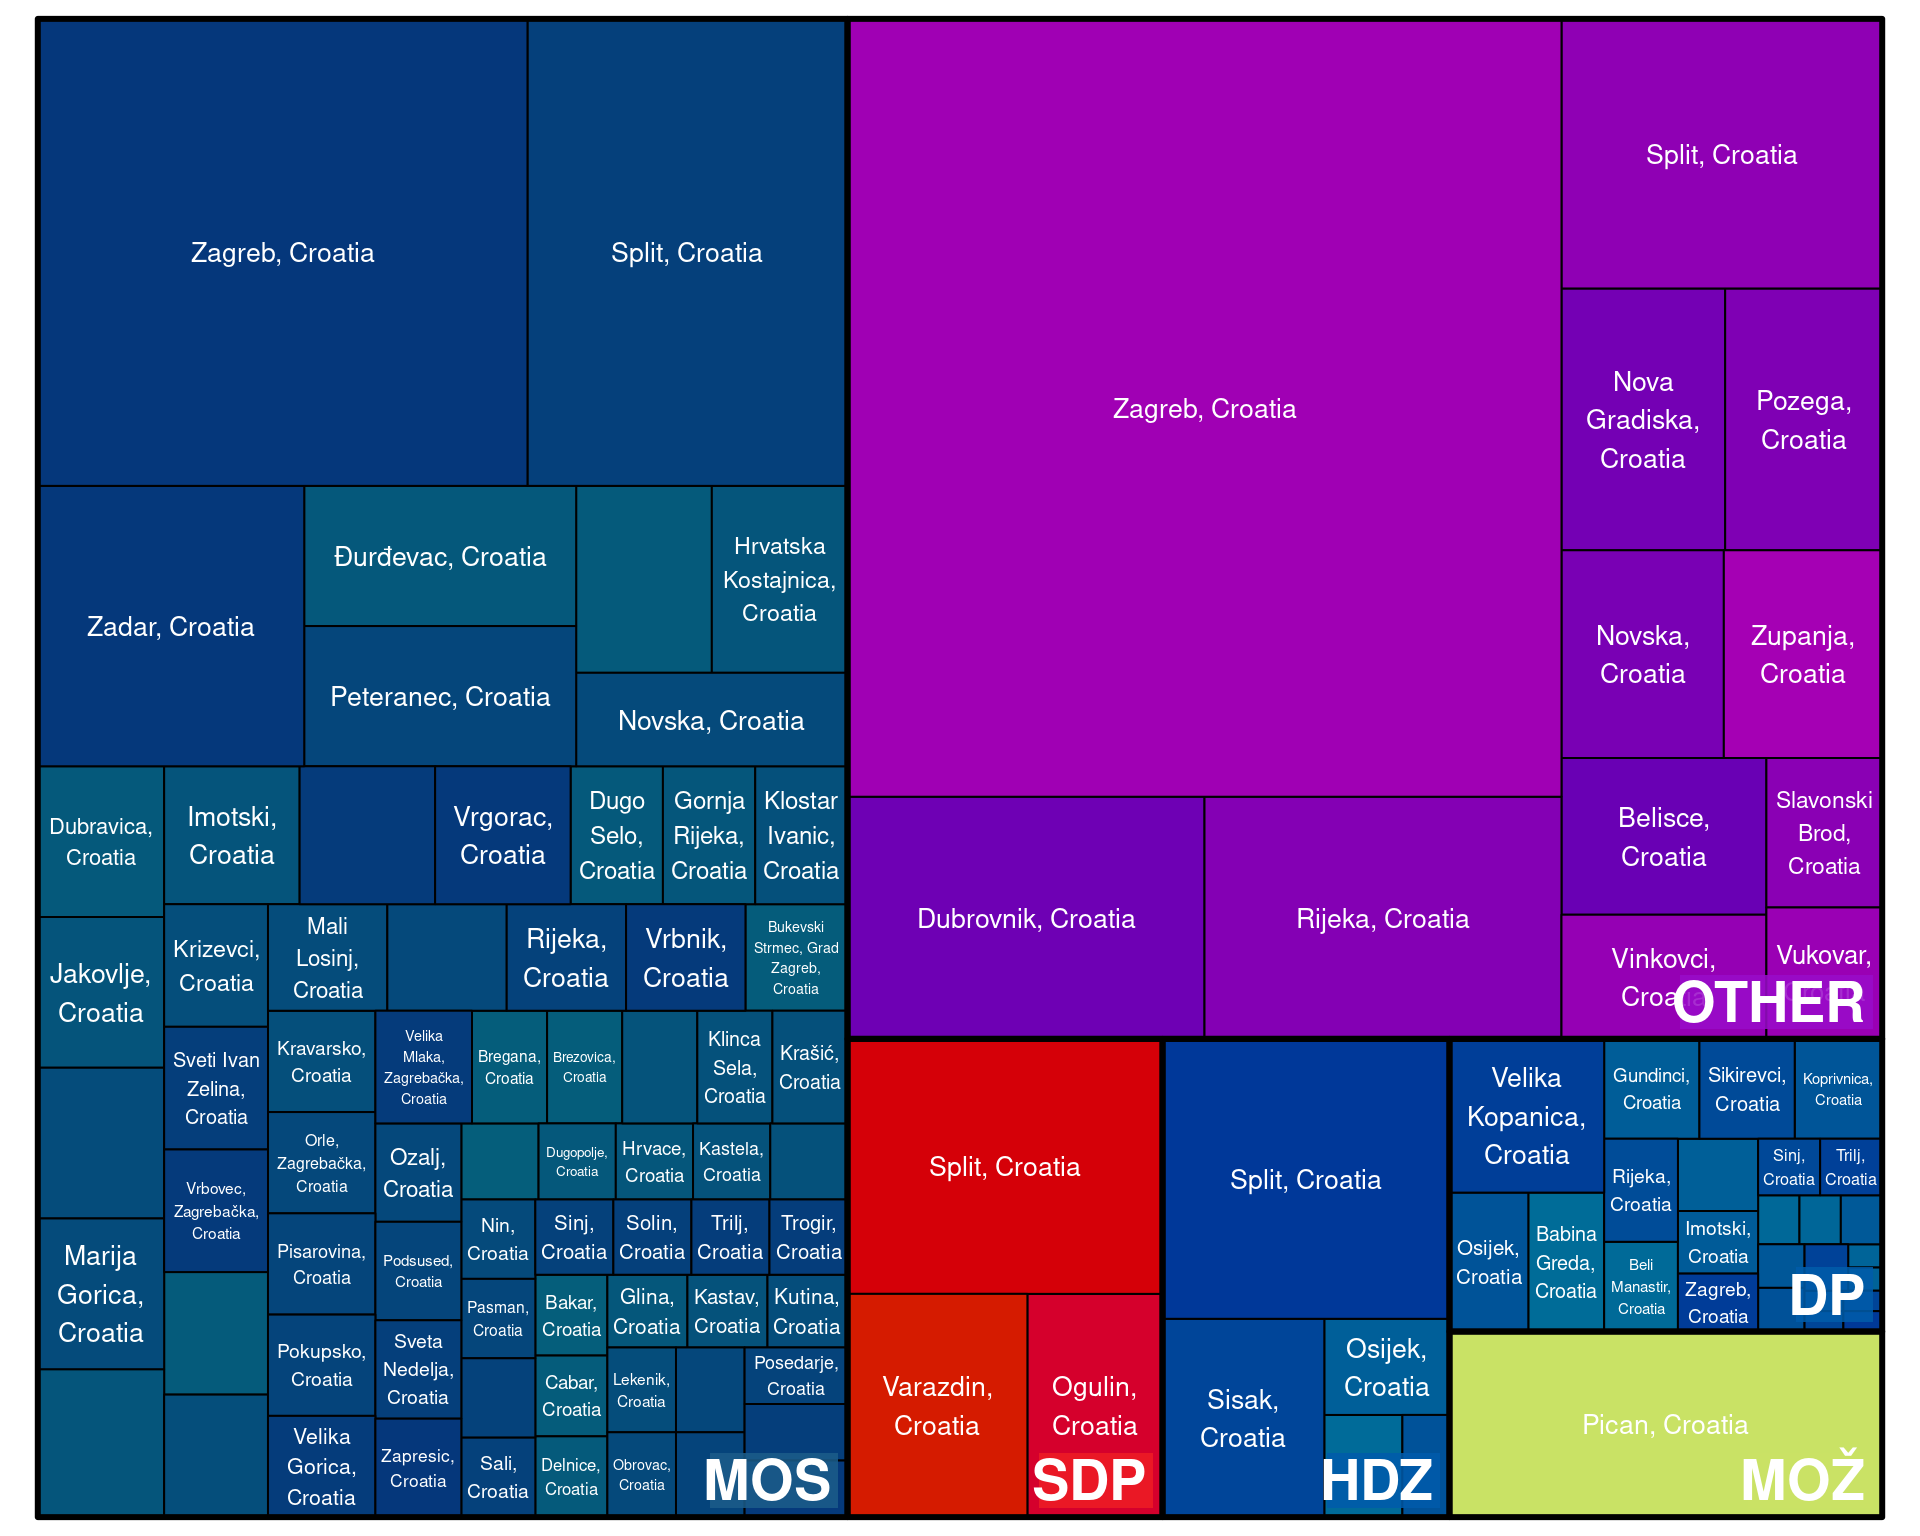 Zagreb, Croatia
Split, Croatia
Zadar, Croatia
Đurđevac, Croatia
Peteranec, Croatia
Hrvatska
Kostajnica,
Croatia
Novska, Croatia
Dubravica,
Croatia
Imotski,
Croatia
Vrgorac,
Croatia
Dugo
Selo,
Croatia
Gornja
Rijeka,
Croatia
Klostar
Ivanic,
Croatia
Jakovlje,
Croatia
Marija
Gorica,
Croatia
Krizevci,
Croatia
Sveti Ivan
Zelina,
Croatia
Vrbovec,
Zagrebačka,
Croatia
Mali
Losinj,
Croatia
Rijeka,
Croatia
Vrbnik,
Croatia
Bukevski
Strmec, Grad
Zagreb,
Croatia
Kravarsko,
Croatia
Orle,
Zagrebačka,
Croatia
Pisarovina,
Croatia
Pokupsko,
Croatia
Velika
Gorica,
Croatia
Velika
Mlaka,
Zagrebačka,
Croatia
Bregana,
Croatia
Brezovica,
Croatia
Klinca
Sela,
Croatia
Krašić,
Croatia
Ozalj,
Croatia
Podsused,
Croatia
Sveta
Nedelja,
Croatia
Zapresic,
Croatia
Dugopolje,
Croatia
Hrvace,
Croatia
Kastela,
Croatia
Nin,
Croatia
Pasman,
Croatia
Sali,
Croatia
Sinj,
Croatia
Solin,
Croatia
Trilj,
Croatia
Trogir,
Croatia
Bakar,
Croatia
Cabar,
Croatia
Delnice,
Croatia
Glina,
Croatia
Kastav,
Croatia
Kutina,
Croatia
Lekenik,
Croatia
Obrovac,
Croatia
Posedarje,
Croatia
MOS
Zagreb, Croatia
Dubrovnik, Croatia
Rijeka, Croatia
Split, Croatia
Nova
Gradiska,
Croatia
Pozega,
Croatia
Novska,
Croatia
Zupanja,
Croatia
Belisce,
Croatia
Slavonski
Brod,
Croatia
Vinkovci,
Croatia
Vukovar,
OTHER
Split, Croatia
Varazdin,
Croatia
Ogulin,
Croatia
SDP
Split, Croatia
Sisak,
Croatia
Osijek,
Croatia
HDZ
Velika
Kopanica,
Croatia
Osijek,
Croatia
Babina
Greda,
Croatia
Gundinci,
Croatia
Sikirevci,
Croatia
Koprivnica,
Croatia
Rijeka,
Croatia
Beli
Manastir,
Croatia
Imotski,
Croatia
Zagreb,
Croatia
Sinj,
Croatia
Trilj,
Croatia
DP
Pican, Croatia
MOŽ